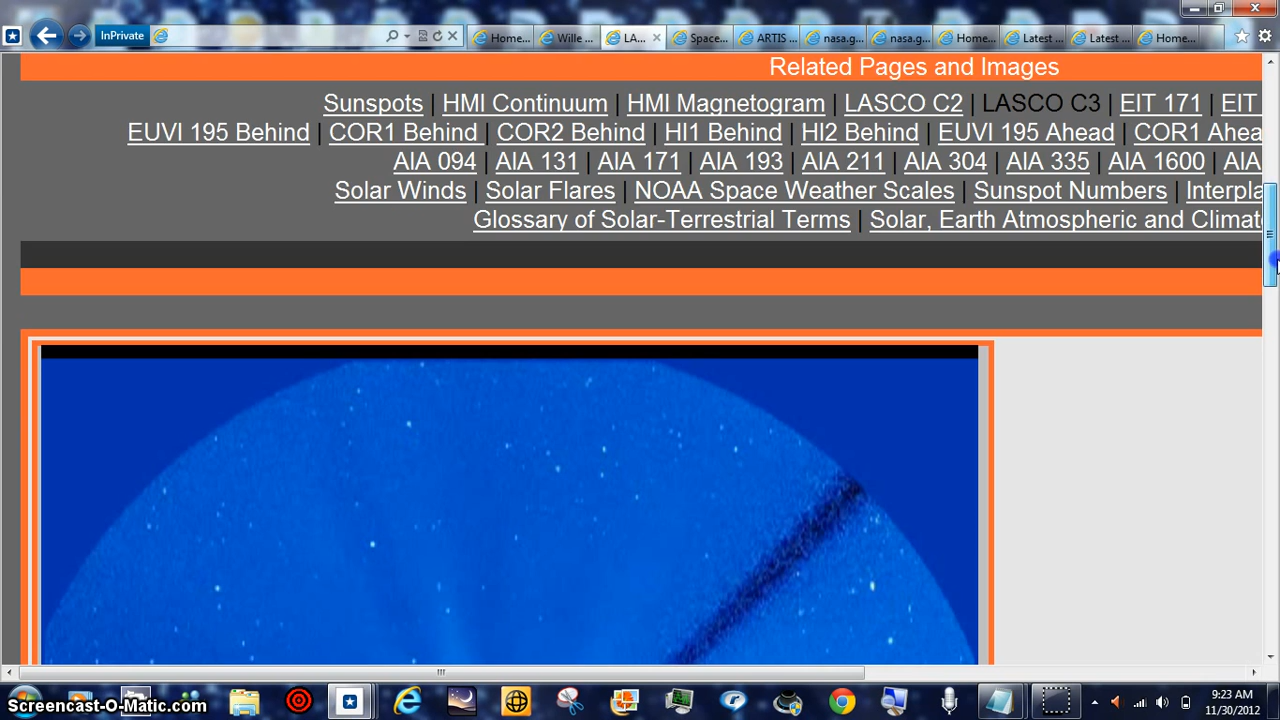 InPrivate
Home...
Wille ...
LA...
Space...
ARTIS ...
nasa.g...
nasa.g...
Home...
Latest ...
Latest ...
Home...
Related Pages and Images
Sunspots | HMI Continuum | HMI Magnetogram | LASCO C2 | LASCO C3 | EIT 171 | EIT
EUVI 195 Behind | COR1 Behind | COR2 Behind | HI1 Behind | HI2 Behind | EUVI 195 Ahead | COR1 Ahea
AIA 094 | AIA 131 | AIA 171 | AIA 193 | AIA 211 | AIA 304 | AIA 335 | AIA 1600 | AIA
Solar Winds | Solar Flares | NOAA Space Weather Scales | Sunspot Numbers | Interpla
Glossary of Solar-Terrestrial Terms | Solar, Earth Atmospheric and Climat
Screencast-O-Matic.com
9:23 AM
11/30/2012